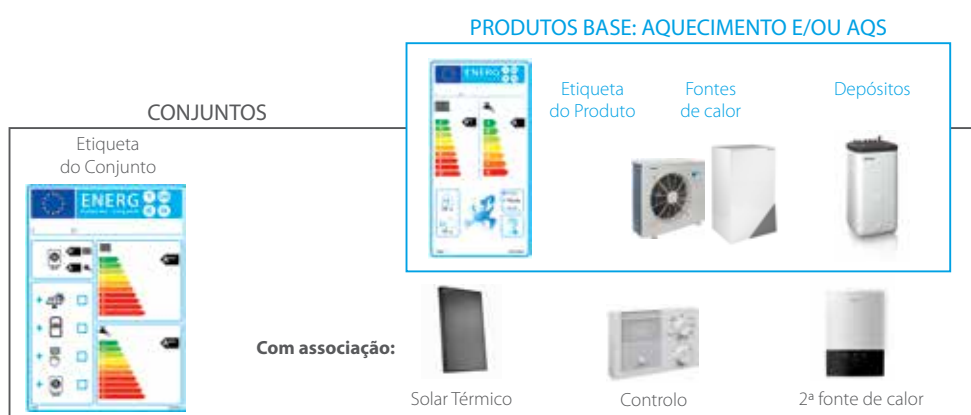 PRODUTOS BASE: AQUECIMENTO E/OU AQS
ENERG
Etiqueta
do Produto
Fontes
de calor
Depósitos
CONJUNTOS
Etiqueta
do Conjunto
ENERG
Com associação:
Solar Térmico
Controlo
2ª fonte de calor